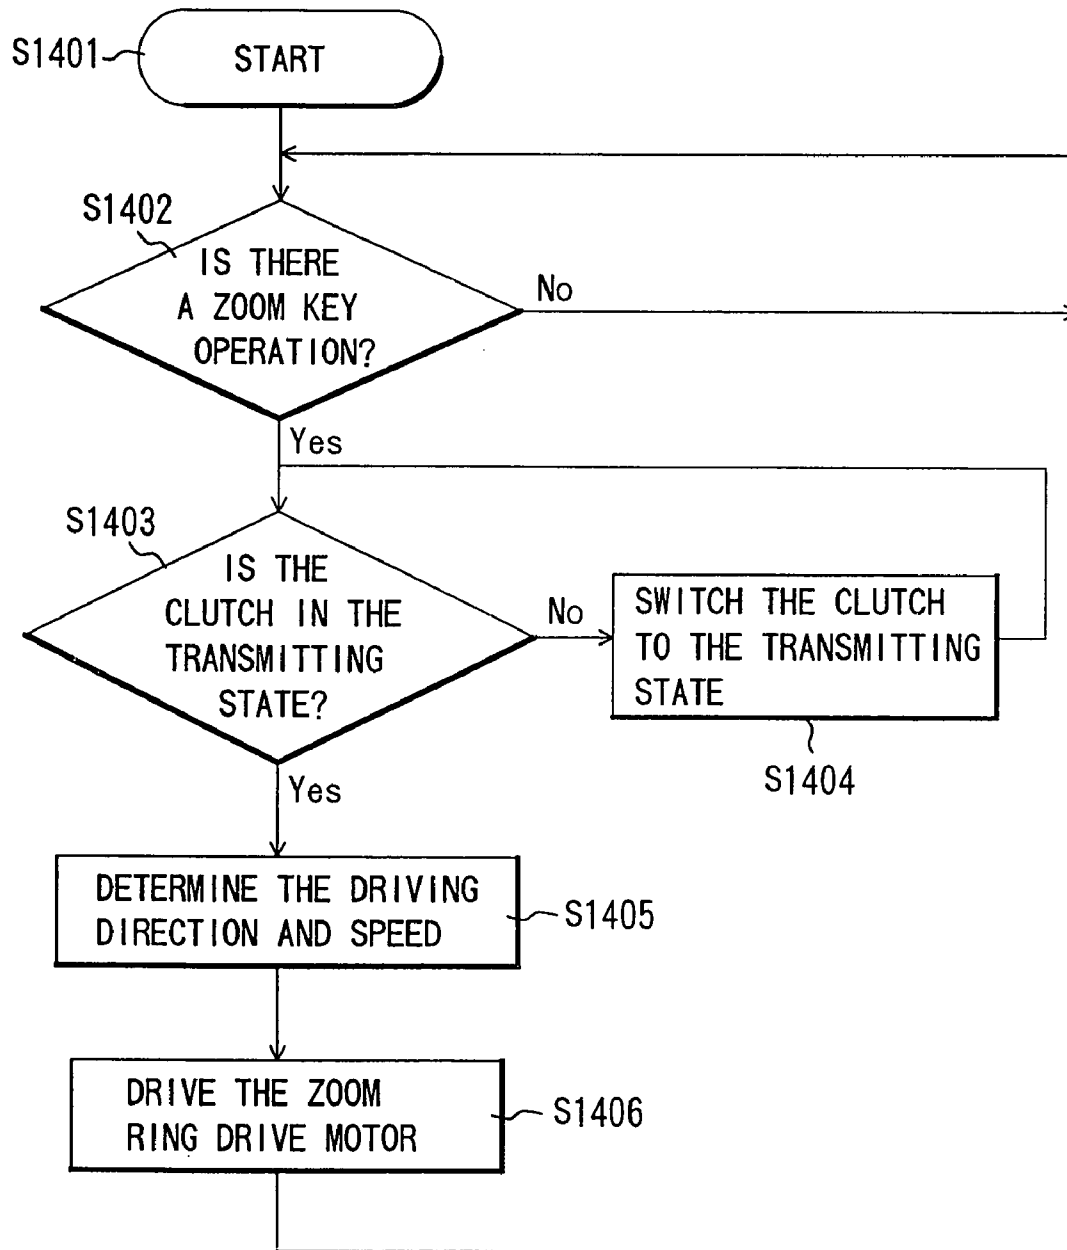 S1401
START
S1402
IS THERE
A ZOOM KEY
OPERATION?
No
Yes
S1403
IS THE
CLUTCH IN THE
TRANSMITTING
STATE?
No
SWITCH THE CLUTCH
TO THE TRANSMITTING
STATE
S1404
Yes
DETERMINE THE DRIVING
DIRECTION AND SPEED
S1405
DRIVE THE ZOOM
RING DRIVE MOTOR
S1406